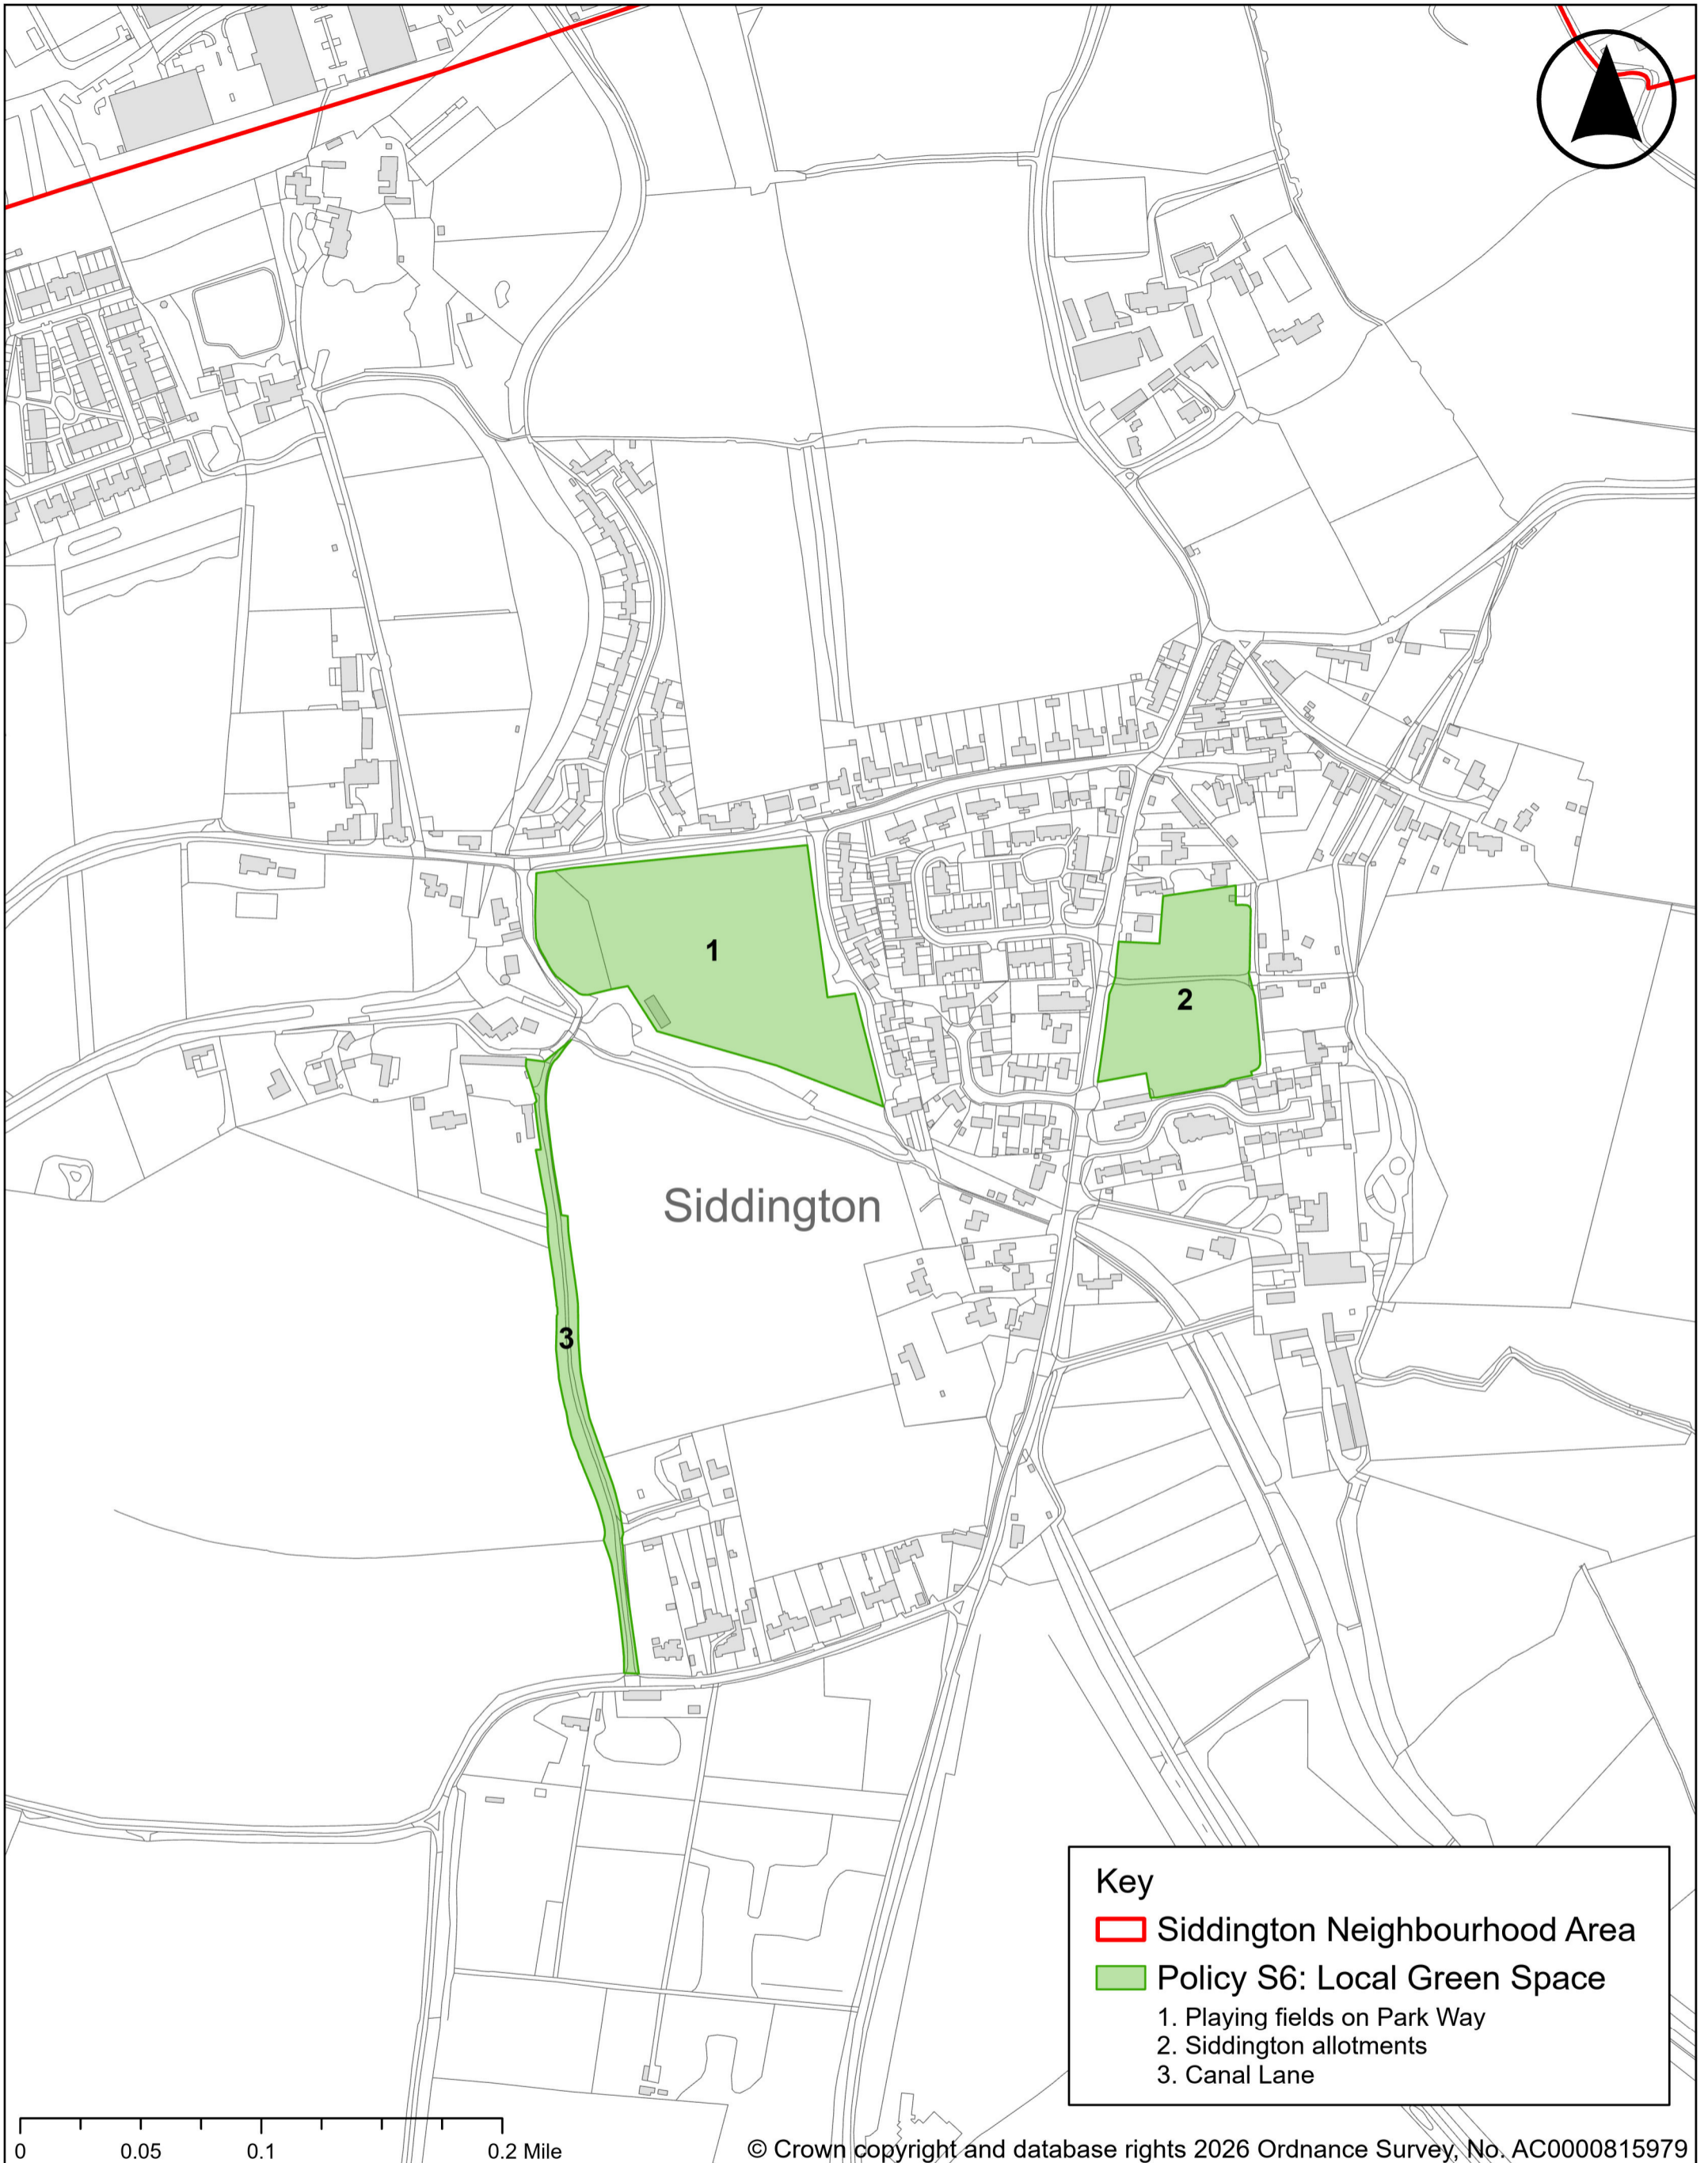 1
2
Siddington
3
Key
Siddington Neighbourhood Area
Policy S6: Local Green Space
1. Playing fields on Park Way
2. Siddington allotments
3. Canal Lane
0 0.05 0.1 0.2 Mile
© Crown copyright and database rights 2026 Ordnance Survey, No. AC0000815979